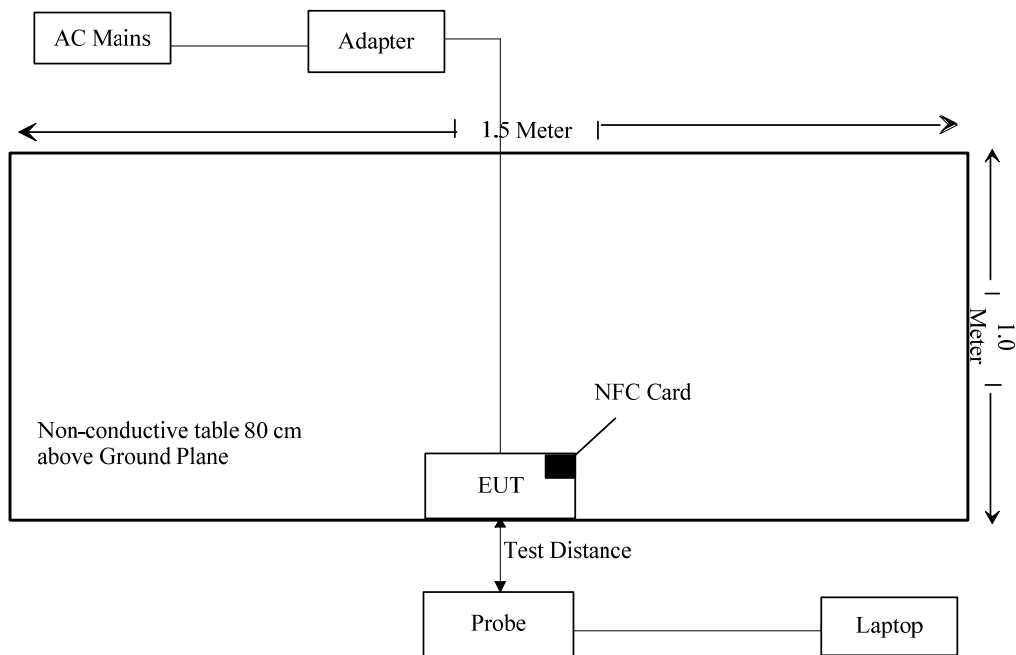 AC Mains
Adapter
1.5 Meter
1.0
Meter
NFC Card
Non-conductive table 80 cm
above Ground Plane
EUT
Test Distance
Probe
Laptop